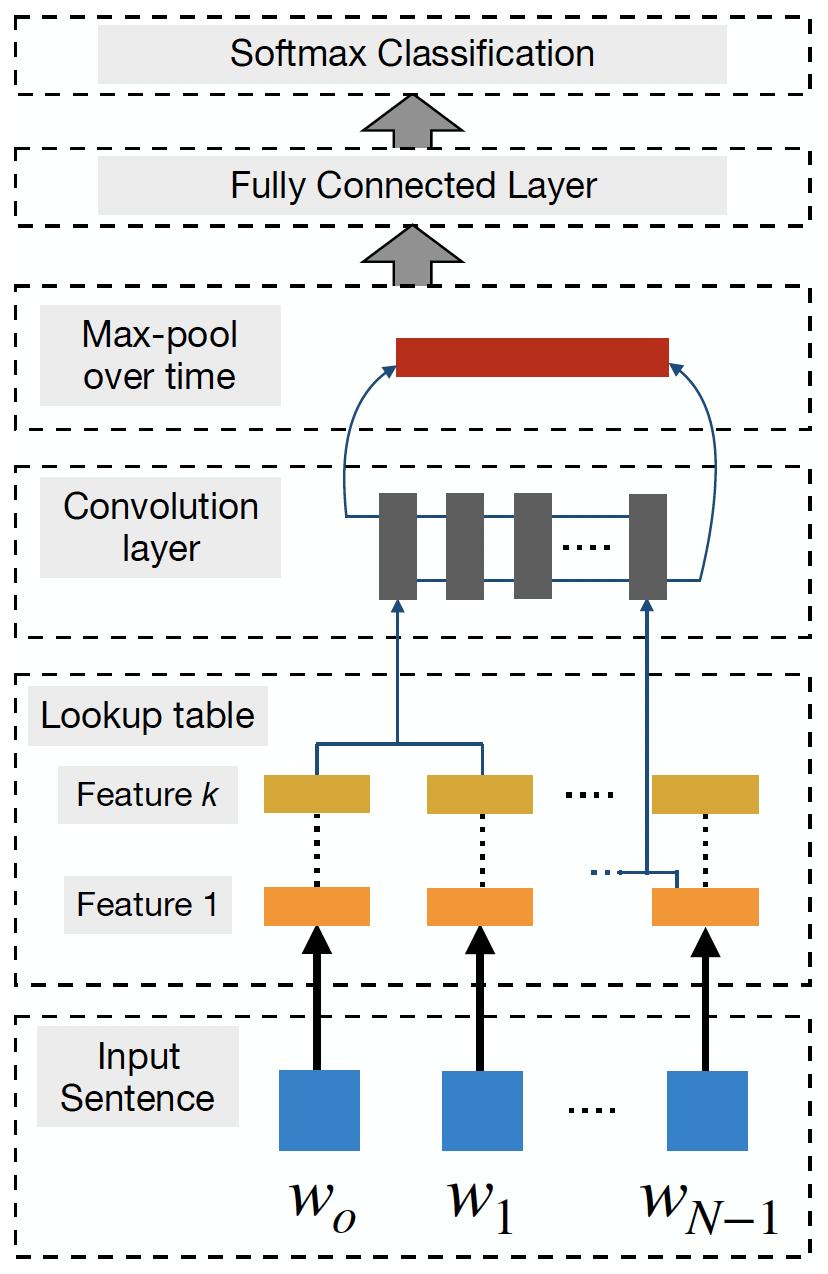 Softmax Classification
Fully Connected Layer
Max-pool
over time
Convolution
layer
Lookup table
Feature k
Feature 1
Input
Sentence
w_o w_1 w_{N−1}